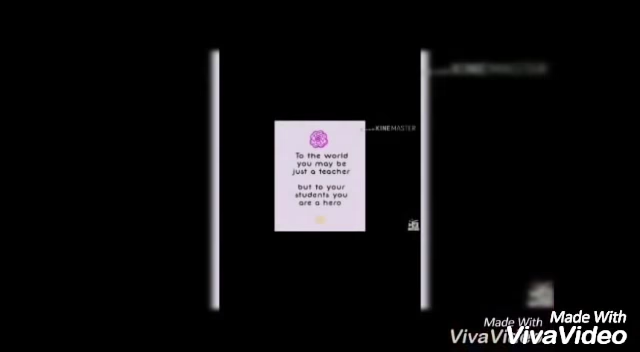 To the world
you may be
just a teacher
but to your
students you
are a hero
KINEMASTER
KINEMASTER
Made With
VivaVideo
Made With
VivaVideo